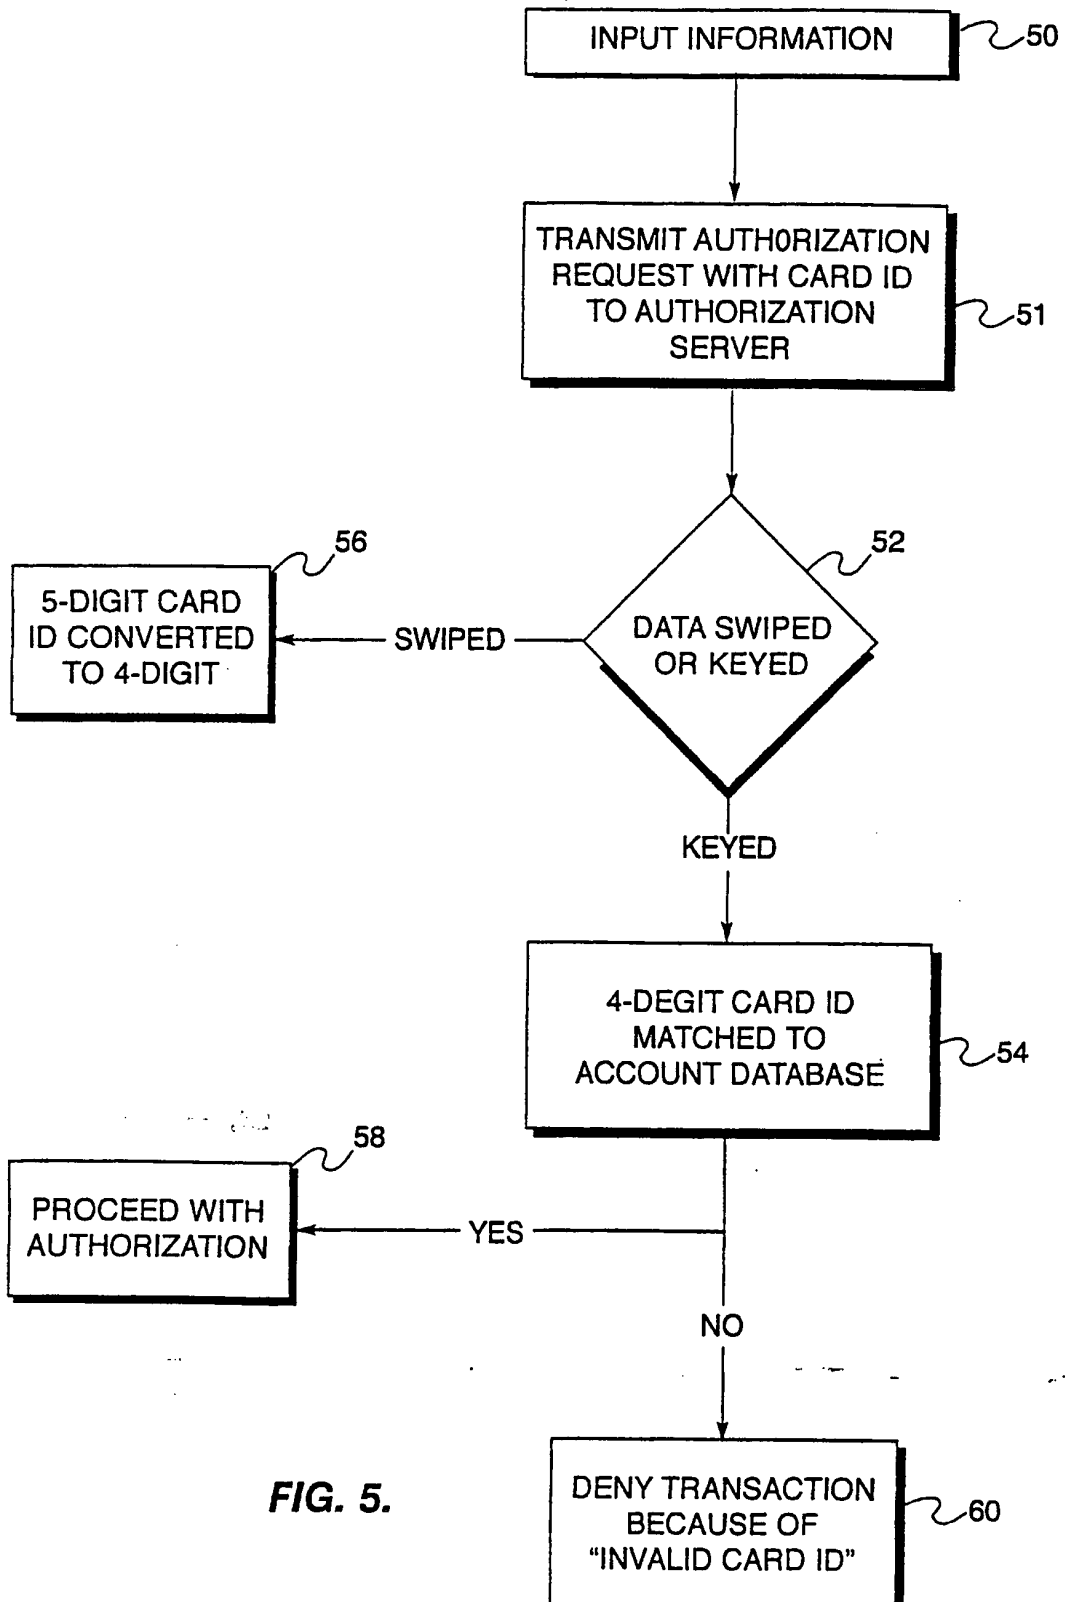 INPUT INFORMATION
50
TRANSMIT AUTH0RIZATION
REQUEST WITH CARD ID
TO AUTHORIZATION
SERVER
51
56
52
5-DIGIT CARD
ID CONVERTED
TO 4-DIGIT
SWIPED
DATA SWIPED
OR KEYED
KEYED
4-DEGIT CARD ID
MATCHED TO
ACCOUNT DATABASE
54
58
PROCEED WITH
AUTHORIZATION
YES
NO
FIG. 5.
DENY TRANSACTION
BECAUSE OF
“INVALID CARD ID”
60